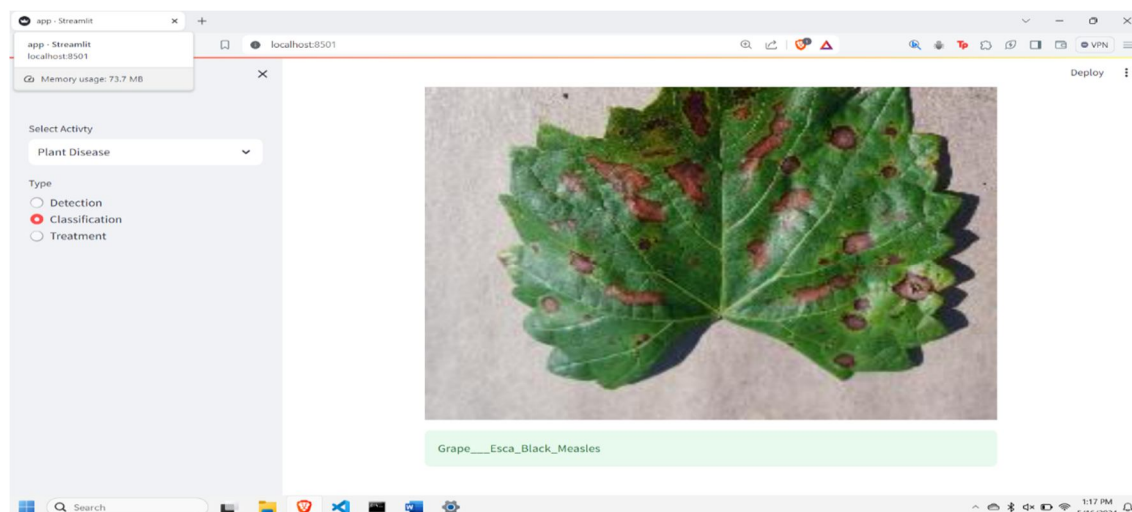 app · Streamlit
app · Streamlit
localhost:8501
Memory usage: 73.7 MB
localhost:8501
VPN
Deploy
Select Activty
Plant Disease
Type
Detection
Classification
Treatment
Grape___Esca_Black_Measles
Search
1:17 PM